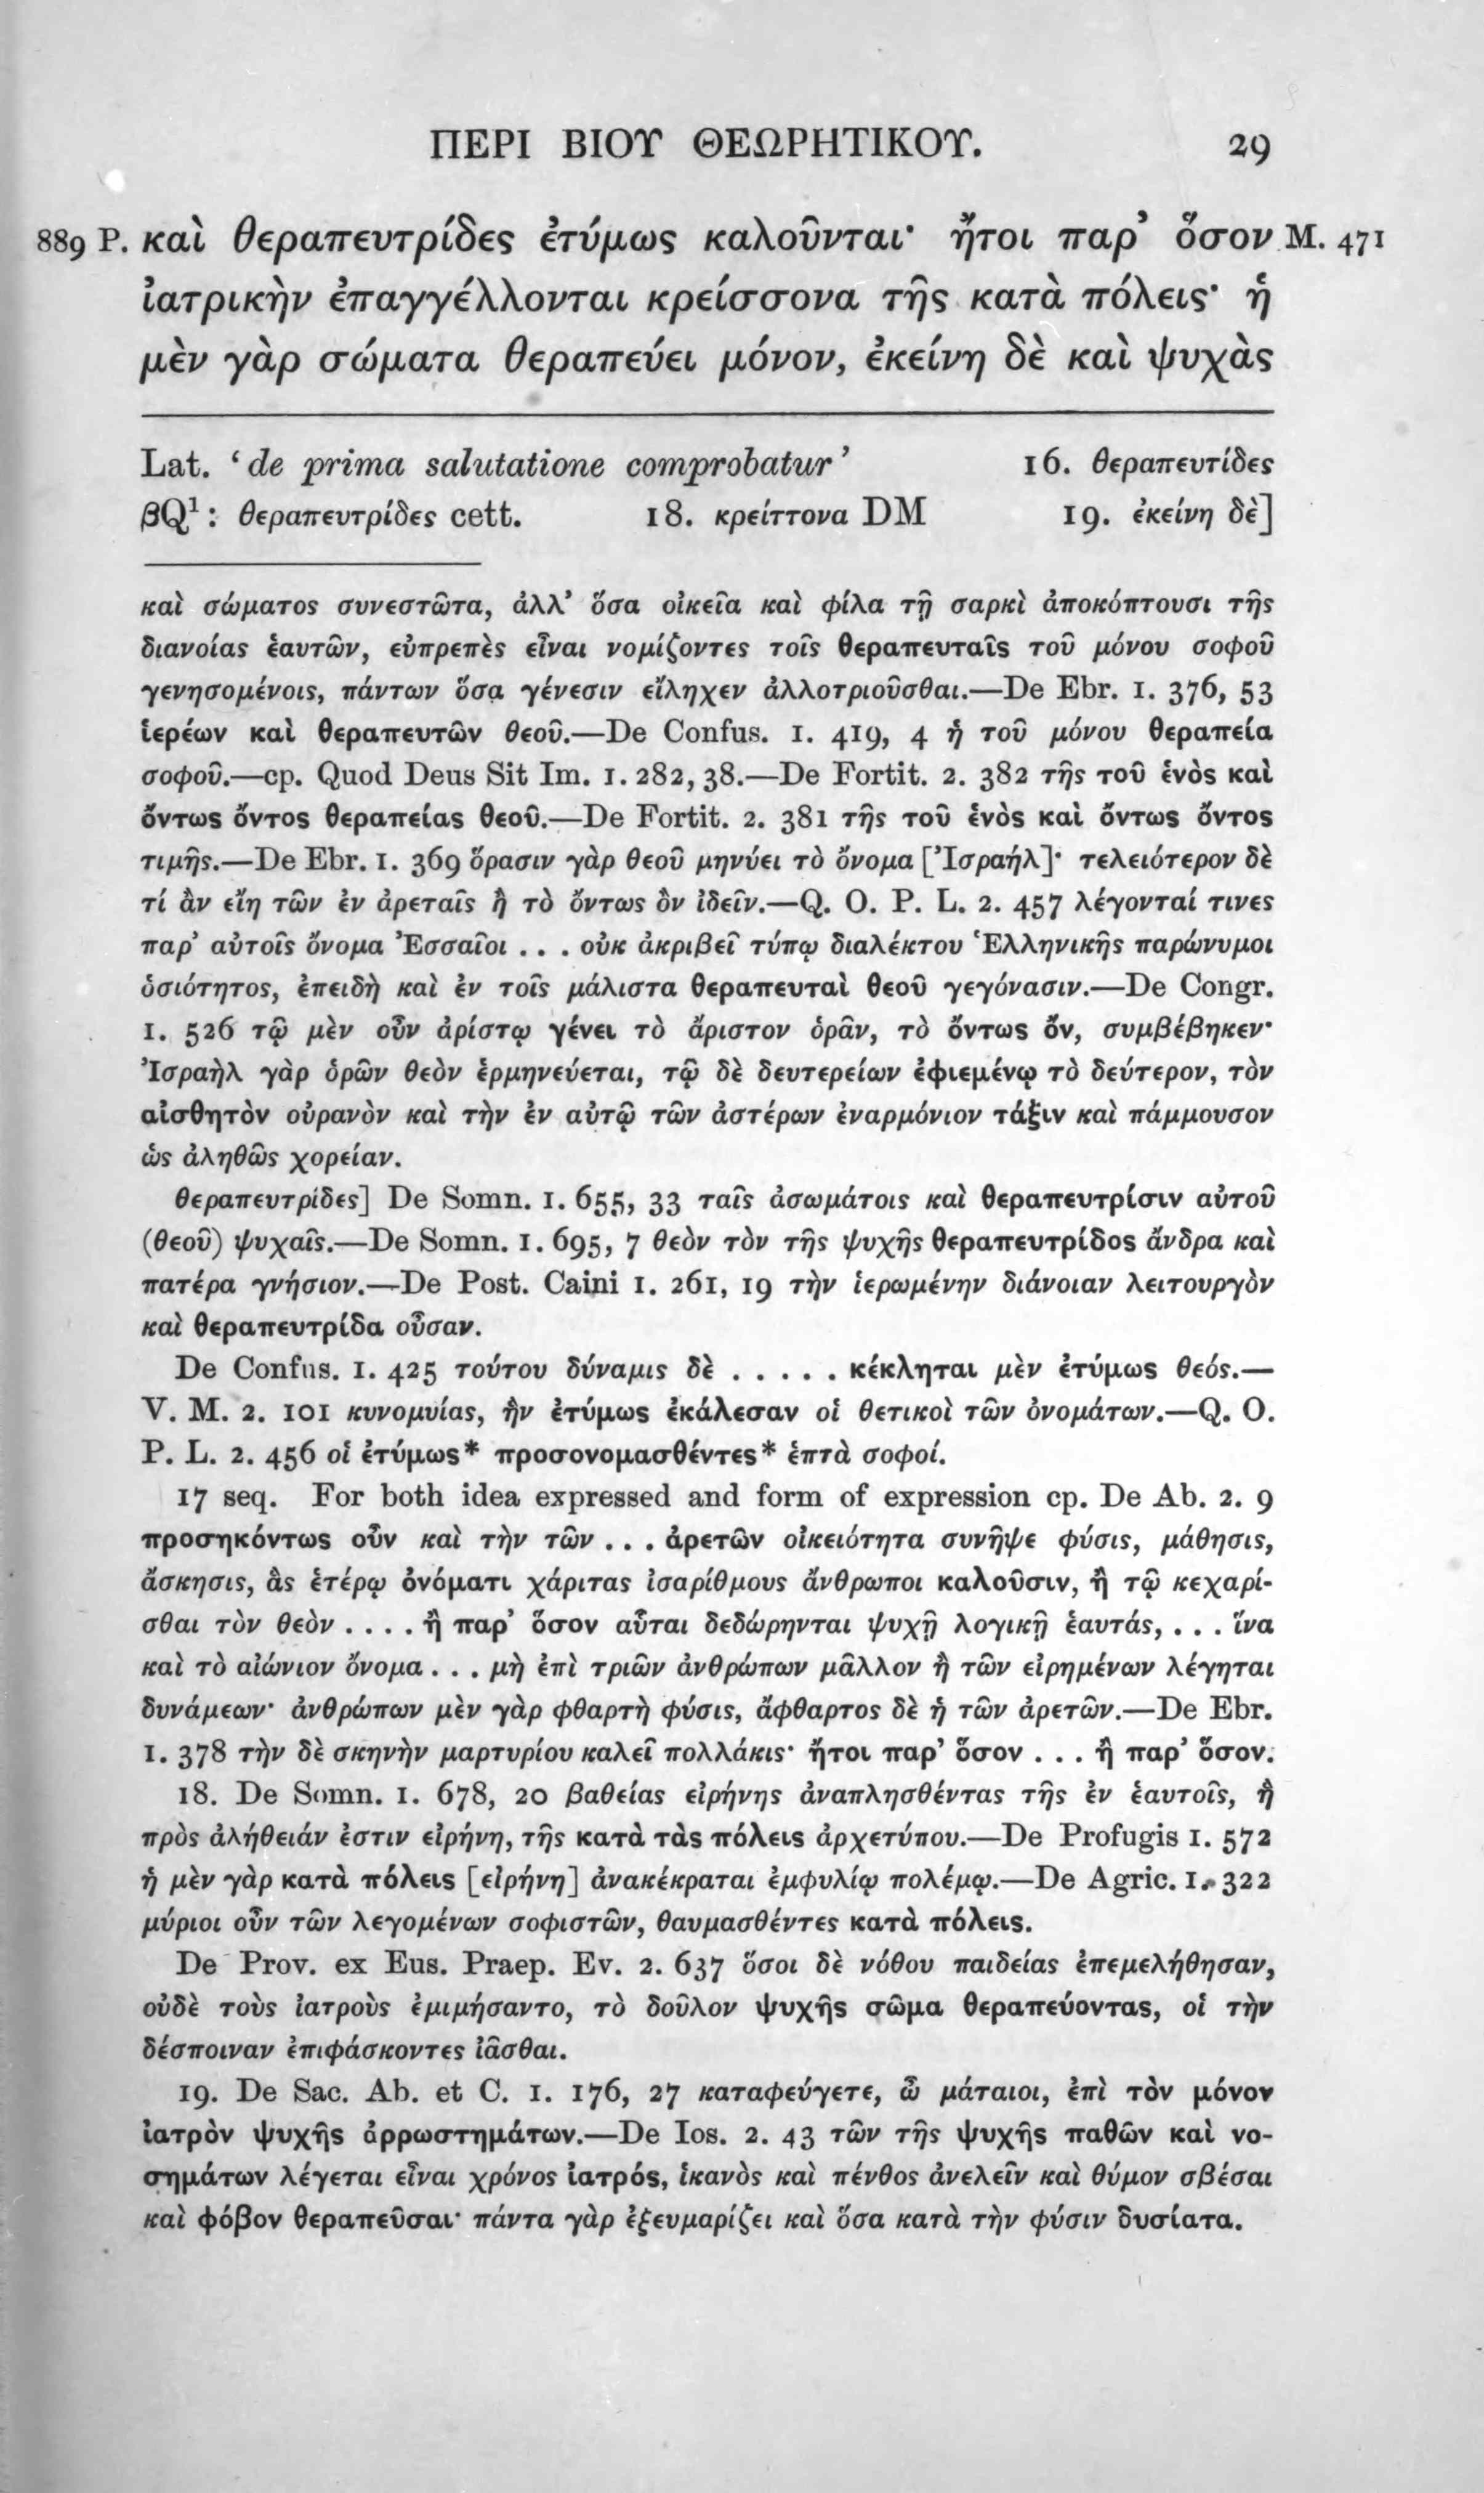 ΠΕΡΙ ΒΙΟΥ ΘΕΩΡΗΤΙΚΟΥ. 29
889 P. καὶ θεραπευτρίδες ἐτύμως καλοῦνται· ἤτοι παρ’ ὅσον M. 471
ἰατρικὴν ἐπαγγέλλονται κρείσσονα τῆς κατὰ πόλεις· ἡ
μὲν γὰρ σώματα θεραπεύει μόνον, ἐκείνη δὲ καὶ ψυχὰς
Lat. ‘de prima salutatione comprobatur’ 16. θεραπευτίδες
βQ¹: θεραπευτρίδες cett. 18. κρείττονα DM 19. ἐκείνη δὲ]
καὶ σώματος συνεστῶτα, ἀλλ’ ὅσα οἰκεῖα καὶ φίλα τῇ σαρκὶ ἀποκόπτουσι τῆς
διανοίας ἑαυτῶν, εὐπρεπὲς εἶναι νομίζοντες τοῖς θεραπευταῖς τοῦ μόνου σοφοῦ
γενησομένοις, πάντων ὅσα γένεσιν εἴληχεν ἀλλοτριοῦσθαι.—De Ebr. 1. 376, 53
ἱερέων καὶ θεραπευτῶν θεοῦ.—De Confus. 1. 419, 4 ἡ τοῦ μόνου θεραπεία
σοφοῦ.—cp. Quod Deus Sit Im. 1. 282, 38.—De Fortit. 2. 382 τῆς τοῦ ἑνὸς καὶ
ὄντως ὄντος θεραπείας θεοῦ.—De Fortit. 2. 381 τῆς τοῦ ἑνὸς καὶ ὄντως ὄντος
τιμῆς.—De Ebr. 1. 369 ὅρασιν γὰρ θεοῦ μηνύει τὸ ὄνομα [Ἰσραήλ]· τελειότερον δὲ
τί ἂν εἴη τῶν ἐν ἀρεταῖς ἢ τὸ ὄντως ὂν ἰδεῖν.—Q. O. P. L. 2. 457 λέγονταί τινες
παρ’ αὐτοῖς ὄνομα Ἐσσαῖοι . . . οὐκ ἀκριβεῖ τύπῳ διαλέκτου Ἑλληνικῆς παρώνυμοι
ὁσιότητος, ἐπειδὴ καὶ ἐν τοῖς μάλιστα θεραπευταὶ θεοῦ γεγόνασιν.—De Congr.
1. 526 τῷ μὲν οὖν ἀρίστῳ γένει τὸ ἄριστον ὁρᾶν, τὸ ὄντως ὄν, συμβέβηκεν·
Ἰσραὴλ γὰρ ὁρῶν θεὸν ἑρμηνεύεται, τῷ δὲ δευτερείων ἐφιεμένῳ τὸ δεύτερον, τὸν
αἰσθητὸν οὐρανὸν καὶ τὴν ἐν αὐτῷ τῶν ἀστέρων ἐναρμόνιον τάξιν καὶ πάμμουσον
ὡς ἀληθῶς χορείαν.
θεραπευτρίδες] De Somn. 1. 655, 33 ταῖς ἀσωμάτοις καὶ θεραπευτρίσιν αὐτοῦ
(θεοῦ) ψυχαῖς.—De Somn. 1. 695, 7 θεὸν τὸν τῆς ψυχῆς θεραπευτρίδος ἄνδρα καὶ
πατέρα γνήσιον.—De Post. Caini 1. 261, 19 τὴν ἱερωμένην διάνοιαν λειτουργὸν
καὶ θεραπευτρίδα οὖσαν.
De Confus. 1. 425 τούτου δύναμις δὲ . . . . . κέκληται μὲν ἐτύμως θεός.—
V. M. 2. 101 κυνομυίας, ἣν ἐτύμως ἐκάλεσαν οἱ θετικοὶ τῶν ὀνομάτων.—Q. O.
P. L. 2. 456 οἱ ἐτύμως* προσονομασθέντες* ἑπτὰ σοφοί.
17 seq. For both idea expressed and form of expression cp. De Ab. 2. 9
προσηκόντως οὖν καὶ τὴν τῶν . . . ἀρετῶν οἰκειότητα συνῆψε φύσις, μάθησις,
ἄσκησις, ἃς ἑτέρῳ ὀνόματι χάριτας ἰσαρίθμους ἄνθρωποι καλοῦσιν, ἢ τῷ κεχαρί-
σθαι τὸν θεὸν . . . . ἢ παρ’ ὅσον αὗται δεδώρηνται ψυχῇ λογικῇ ἑαυτάς, . . . ἵνα
καὶ τὸ αἰώνιον ὄνομα . . . μὴ ἐπὶ τριῶν ἀνθρώπων μᾶλλον ἢ τῶν εἰρημένων λέγηται
δυνάμεων· ἀνθρώπων μὲν γὰρ φθαρτὴ φύσις, ἄφθαρτος δὲ ἡ τῶν ἀρετῶν.—De Ebr.
1. 378 τὴν δὲ σκηνὴν μαρτυρίου καλεῖ πολλάκις· ἤτοι παρ’ ὅσον . . . ἢ παρ’ ὅσον.
18. De Somn. 1. 678, 20 βαθείας εἰρήνης ἀναπλησθέντας τῆς ἐν ἑαυτοῖς, ἣ
πρὸς ἀλήθειάν ἐστιν εἰρήνη, τῆς κατὰ τὰς πόλεις ἀρχετύπου.—De Profugis 1. 572
ἡ μὲν γὰρ κατὰ πόλεις [εἰρήνη] ἀνακέκραται ἐμφυλίῳ πολέμῳ.—De Agric. 1. 322
μύριοι οὖν τῶν λεγομένων σοφιστῶν, θαυμασθέντες κατὰ πόλεις.
De Prov. ex Eus. Praep. Ev. 2. 637 ὅσοι δὲ νόθου παιδείας ἐπεμελήθησαν,
οὐδὲ τοὺς ἰατροὺς ἐμιμήσαντο, τὸ δοῦλον ψυχῆς σῶμα θεραπεύοντας, οἱ τὴν
δέσποιναν ἐπιφάσκοντες ἰᾶσθαι.
19. De Sac. Ab. et C. 1. 176, 27 καταφεύγετε, ὦ μάταιοι, ἐπὶ τὸν μόνον
ἰατρὸν ψυχῆς ἀρρωστημάτων.—De Ios. 2. 43 τῶν τῆς ψυχῆς παθῶν καὶ νο-
σημάτων λέγεται εἶναι χρόνος ἰατρός, ἱκανὸς καὶ πένθος ἀνελεῖν καὶ θύμον σβέσαι
καὶ φόβον θεραπεῦσαι· πάντα γὰρ ἐξευμαρίζει καὶ ὅσα κατὰ τὴν φύσιν δυσίατα.